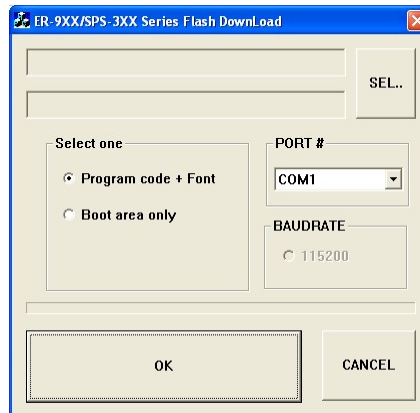 ER-9XX/SPS-3XX Series Flash DownLoad
SEL..
Select one
Program code + Font
Boot area only
PORT #
COM1
BAUDRATE
115200
OK
CANCEL